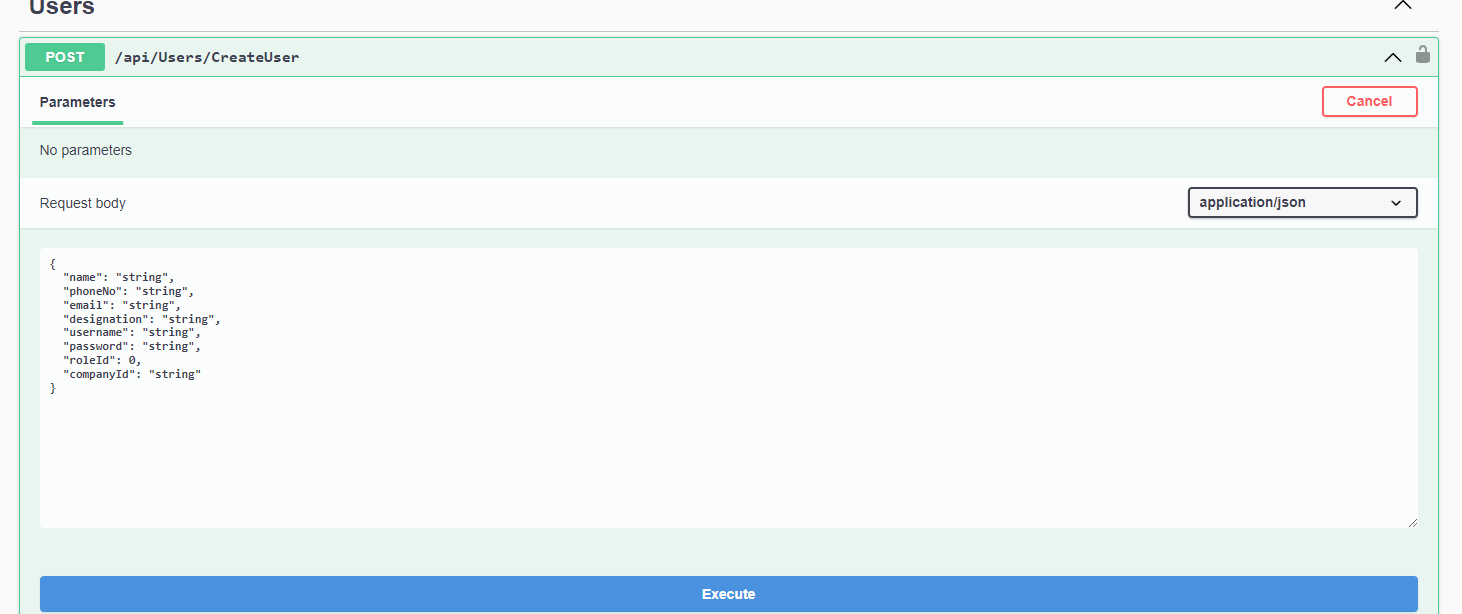 Users
POST /api/Users/CreateUser
Parameters
Cancel
No parameters
Request body
application/json
{
  "name": "string",
  "phoneNo": "string",
  "email": "string",
  "designation": "string",
  "username": "string",
  "password": "string",
  "roleId": 0,
  "companyId": "string"
}
Execute